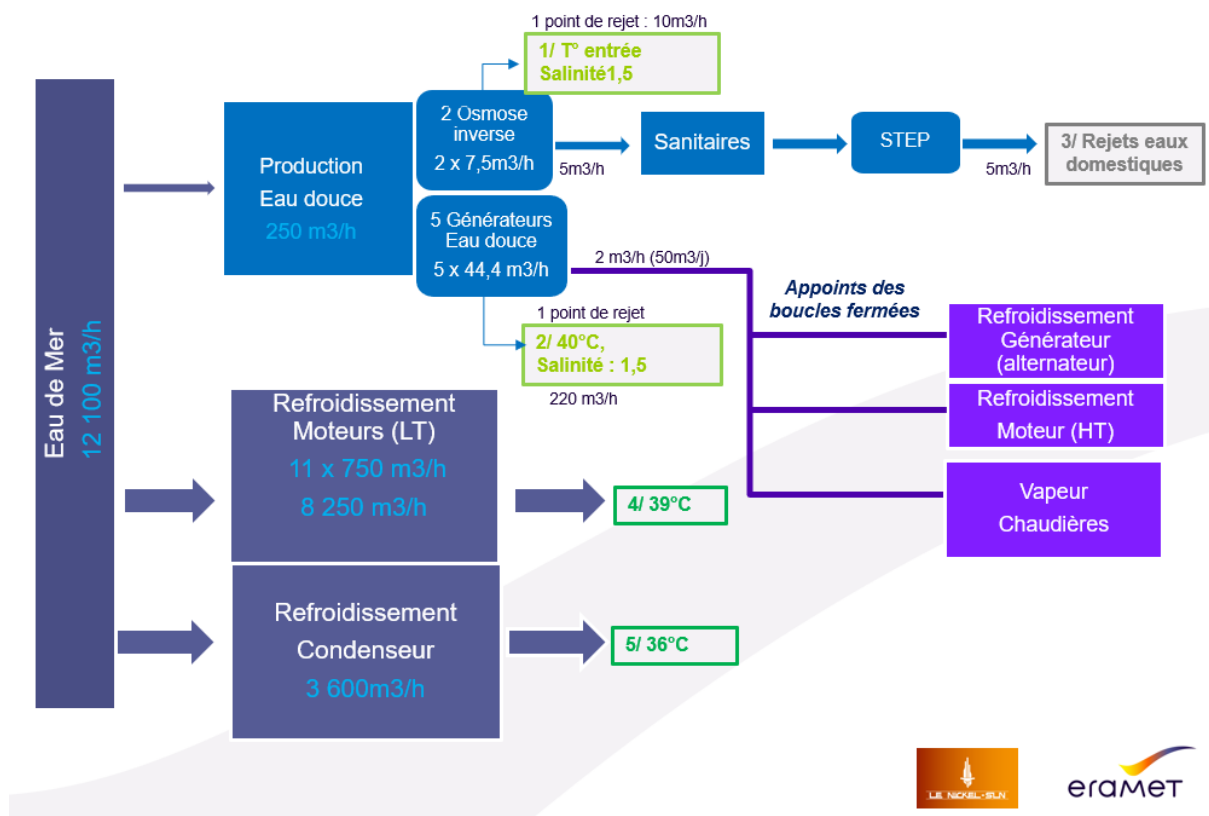 1 point de rejet : 10m3/h
1/ T° entrée
Salinité1,5
Eau de Mer
12 100 m3/h
Production
Eau douce
250 m3/h
2 Osmose
inverse
2 x 7,5m3/h
5m3/h
Sanitaires
STEP
5m3/h
3/ Rejets eaux
domestiques
5 Générateurs
Eau douce
5 x 44,4 m3/h
2 m3/h (50m3/j)
1 point de rejet
2/ 40°C,
Salinité : 1,5
220 m3/h
Appoints des
boucles fermées
Refroidissement
Générateur
(alternateur)
Refroidissement
Moteur (HT)
Vapeur
Chaudières
Refroidissement
Moteurs (LT)
11 x 750 m3/h
8 250 m3/h
4/ 39°C
Refroidissement
Condenseur
3 600m3/h
5/ 36°C
LE NICKEL-SLN
eramet